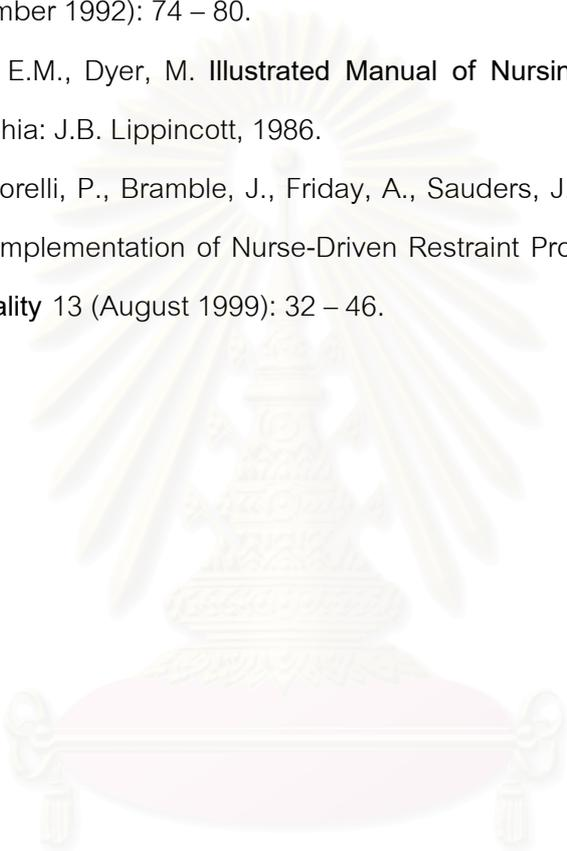 mber 1992): 74 – 80.
E.M., Dyer, M. Illustrated Manual of Nursin
hia: J.B. Lippincott, 1986.
orelli, P., Bramble, J., Friday, A., Sauders, J.
mplementation of Nurse-Driven Restraint Pro
ality 13 (August 1999): 32 – 46.